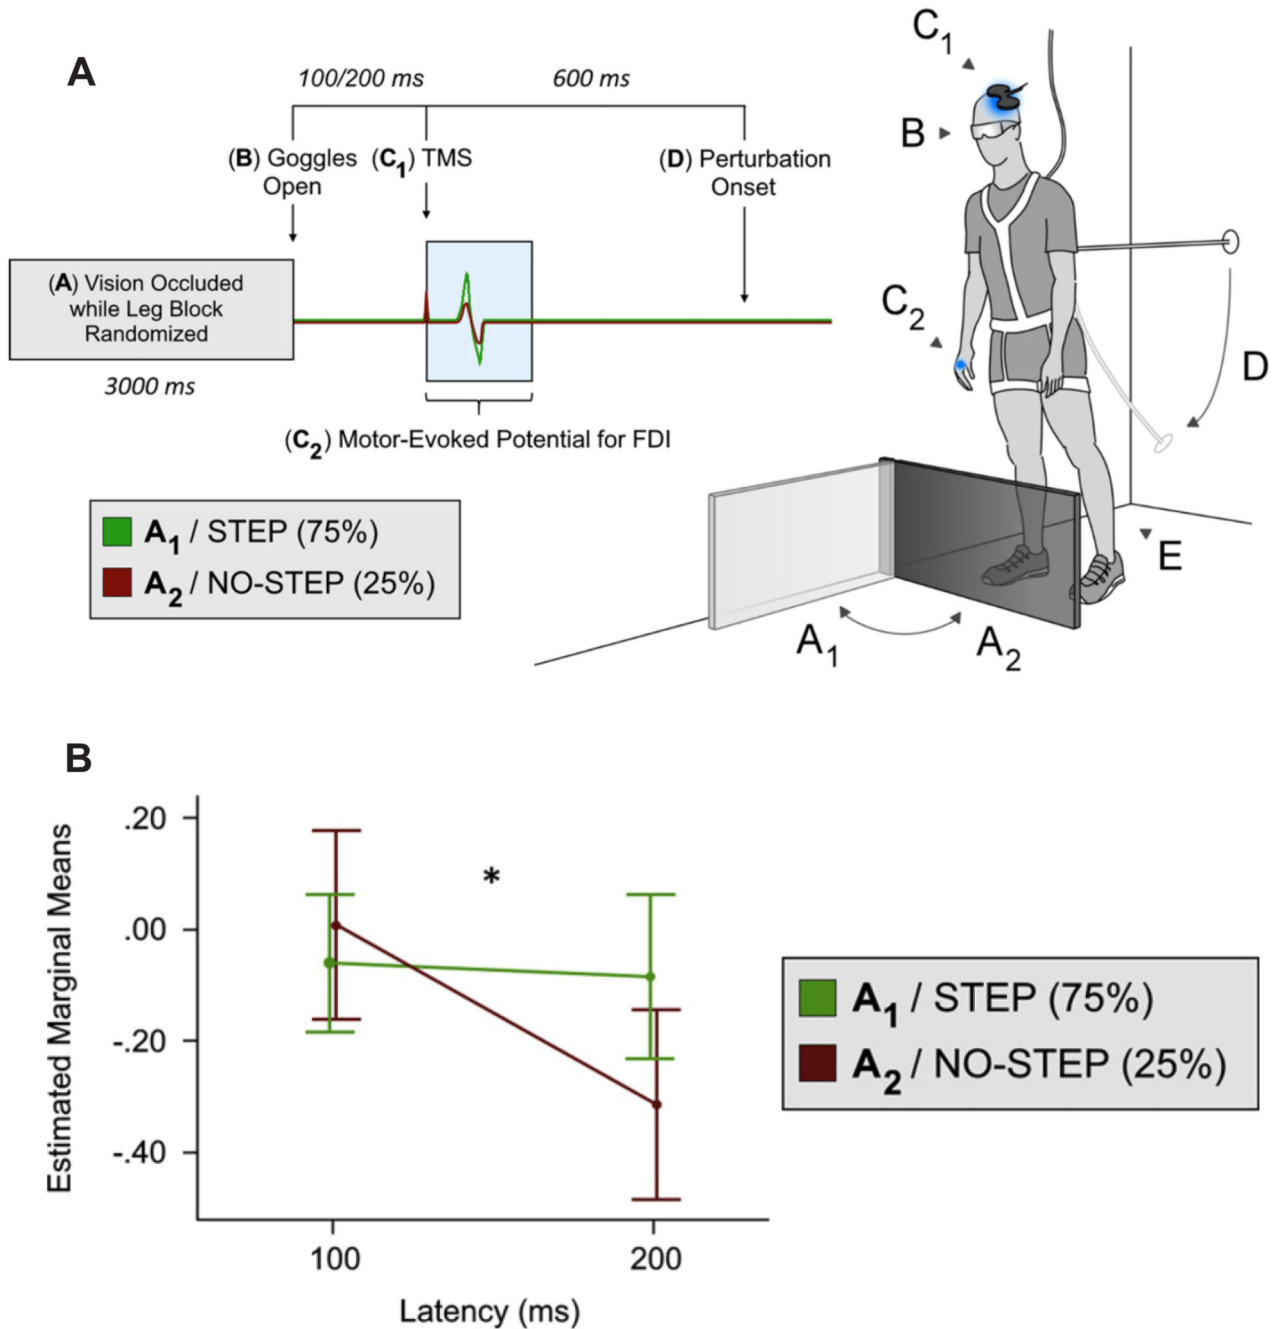 A
100/200 ms
600 ms
(B) Goggles
Open
(C1) TMS
(D) Perturbation
Onset
(A) Vision Occluded
while Leg Block
Randomized
3000 ms
(C2) Motor-Evoked Potential for FDI
A1 / STEP (75%)
A2 / NO-STEP (25%)
C1
B
C2
D
E
A1
A2
B
Estimated Marginal Means
.20
.00
-.20
-.40
*
100
200
Latency (ms)
A1 / STEP (75%)
A2 / NO-STEP (25%)